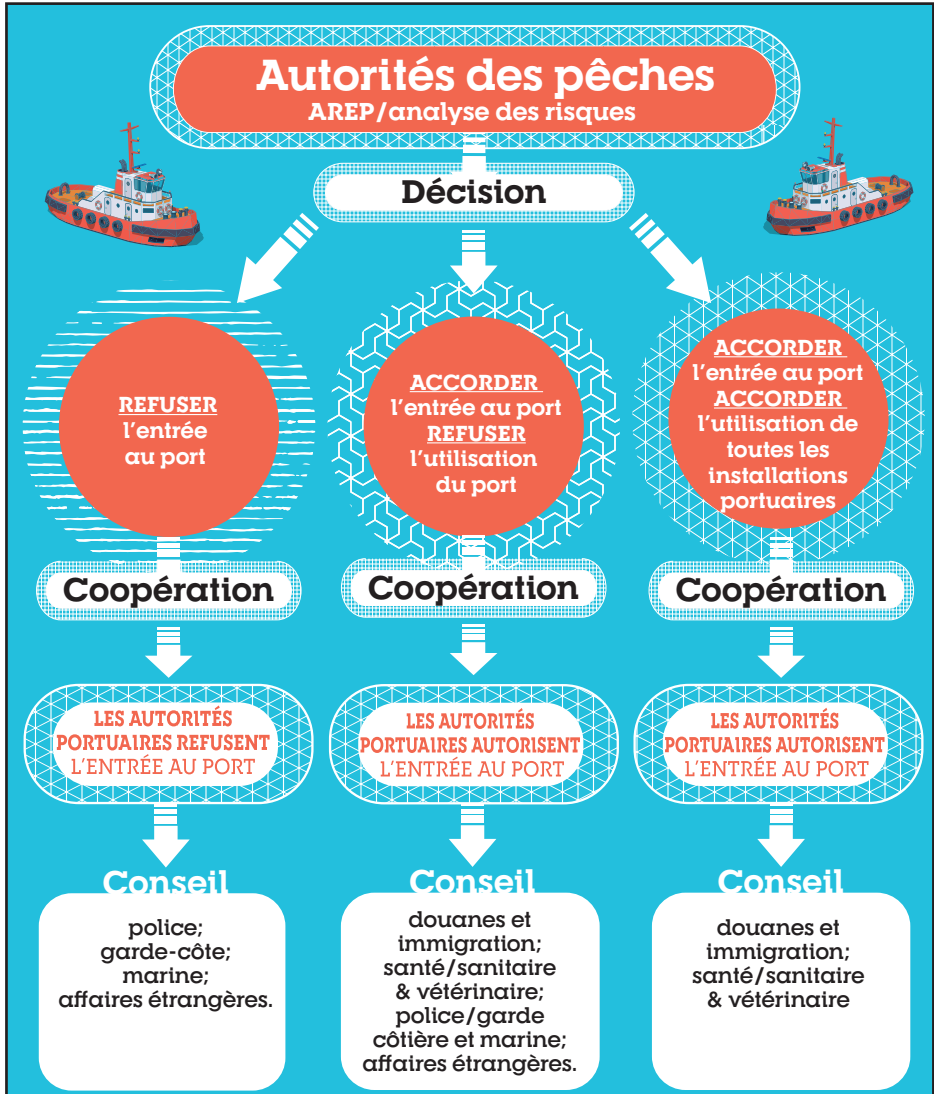 Autorités des pêches
AREP/analyse des risques
Décision
REFUSER
l'entrée
au port
ACCORDER
l'entrée au port
REFUSER
l'utilisation
du port
ACCORDER
l'entrée au port
ACCORDER
l'utilisation de
toutes les
installations
portuaires
Coopération
Coopération
Coopération
LES AUTORITÉS
PORTUAIRES REFUSENT
L'ENTRÉE AU PORT
LES AUTORITÉS
PORTUAIRES AUTORISENT
L'ENTRÉE AU PORT
LES AUTORITÉS
PORTUAIRES AUTORISENT
L'ENTRÉE AU PORT
Conseil
police;
garde-côte;
marine;
affaires étrangères.
Conseil
douanes et
immigration;
santé/sanitaire
& vétérinaire;
police/garde
côtière et marine;
affaires étrangères.
Conseil
douanes et
immigration;
santé/sanitaire
& vétérinaire